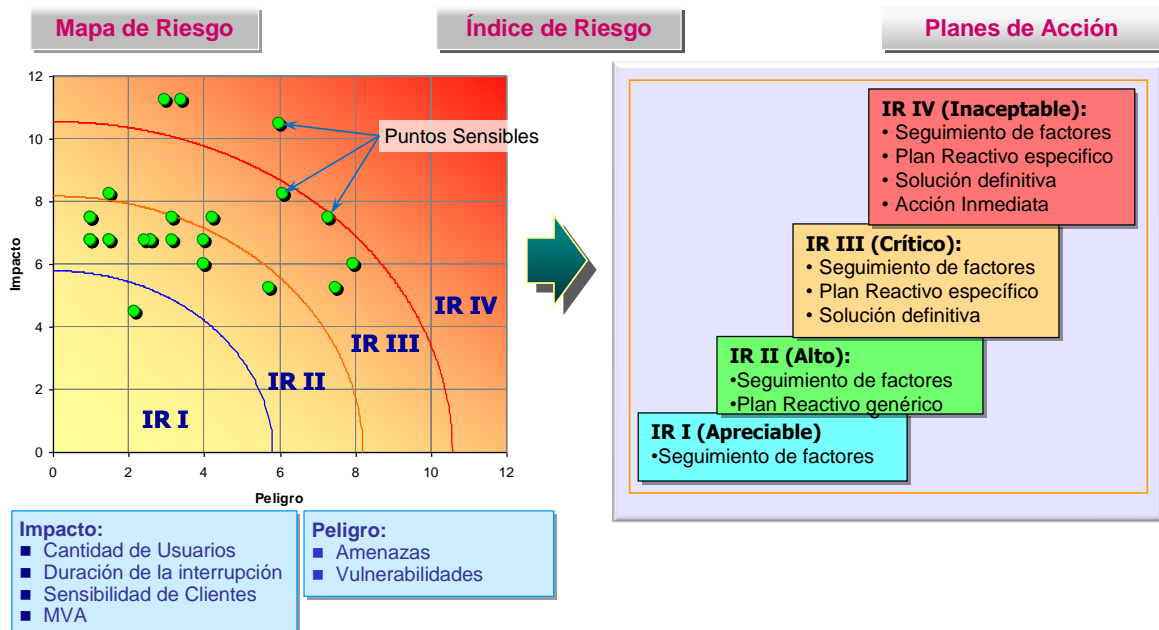 Mapa de Riesgo
Índice de Riesgo
Planes de Acción
12
10
8
6
4
2
0
Impacto
Puntos Sensibles
IR IV
IR III
IR II
IR I
0 2 4 6 8 10 12
Peligro
IR IV (Inaceptable):
• Seguimiento de factores
• Plan Reactivo especifico
• Solución definitiva
• Acción Inmediata
IR III (Crítico):
• Seguimiento de factores
• Plan Reactivo específico
• Solución definitiva
IR II (Alto):
•Seguimiento de factores
•Plan Reactivo genérico
IR I (Apreciable)
•Seguimiento de factores
Impacto:
■ Cantidad de Usuarios
■ Duración de la interrupción
■ Sensibilidad de Clientes
■ MVA
Peligro:
■ Amenazas
■ Vulnerabilidades